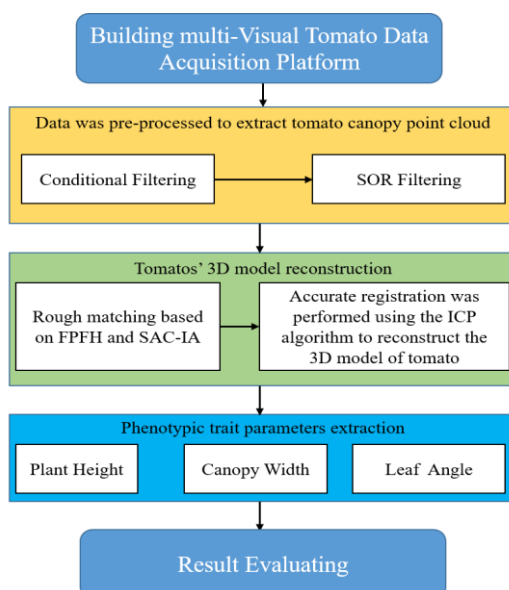 Building multi-Visual Tomato Data
Acquisition Platform
Data was pre-processed to extract tomato canopy point cloud
Conditional Filtering
SOR Filtering
Tomatos' 3D model reconstruction
Rough matching based
on FPFH and SAC-IA
Accurate registration was
performed using the ICP
algorithm to reconstruct the
3D model of tomato
Phenotypic trait parameters extraction
Plant Height
Canopy Width
Leaf Angle
Result Evaluating